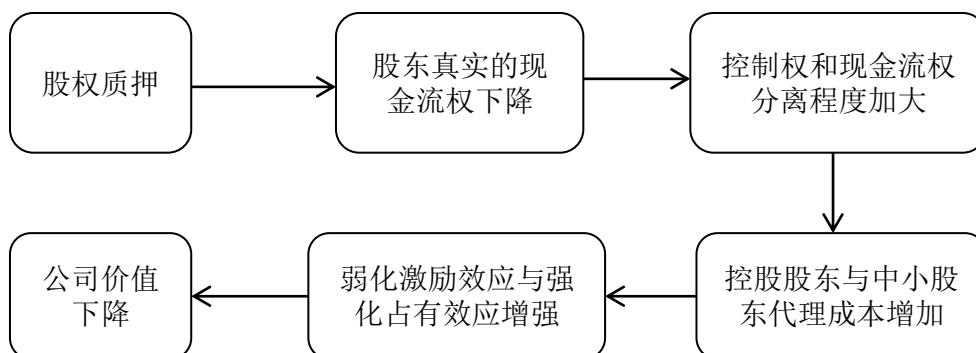 股权质押
股东真实的现
金流权下降
控制权和现金流权
分离程度加大
控股股东与中小股
东代理成本增加
弱化激励效应与强
化占有效应增强
公司价值
下降